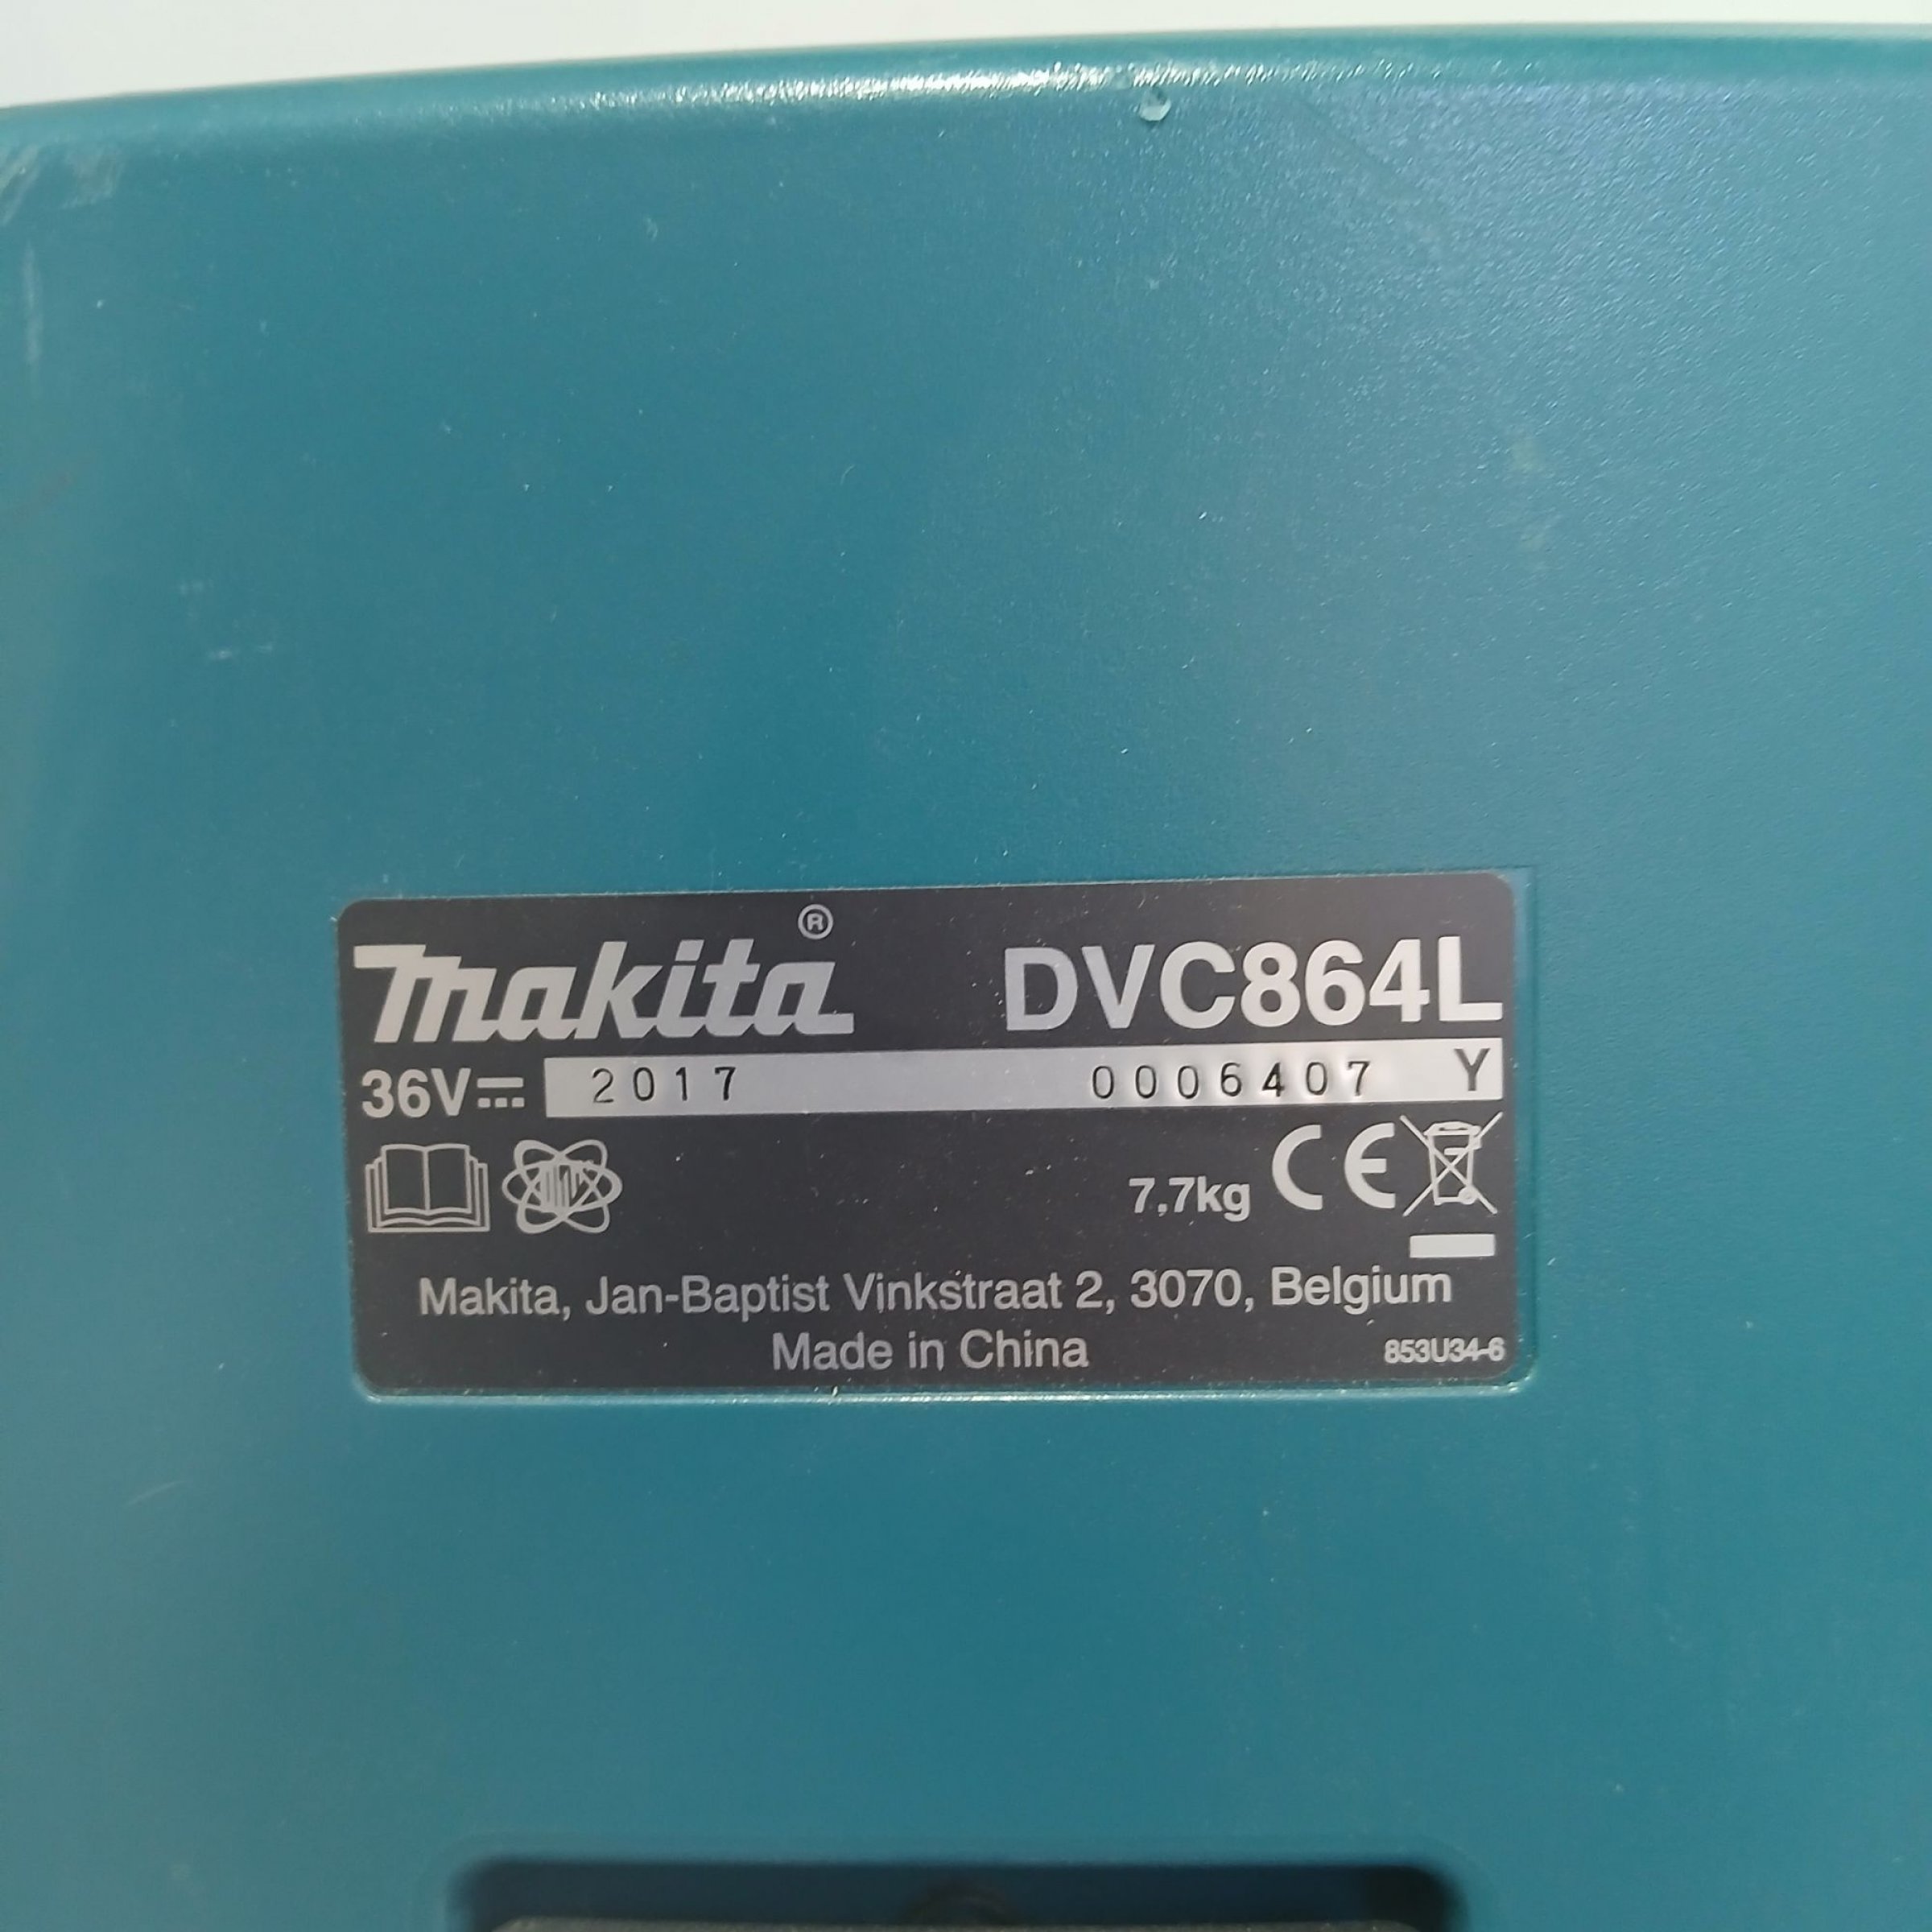 makita® DVC864L
36V 2017 0006407 Y
7,7kg CE
Makita, Jan-Baptist Vinkstraat 2, 3070, Belgium
Made in China 853U34-6